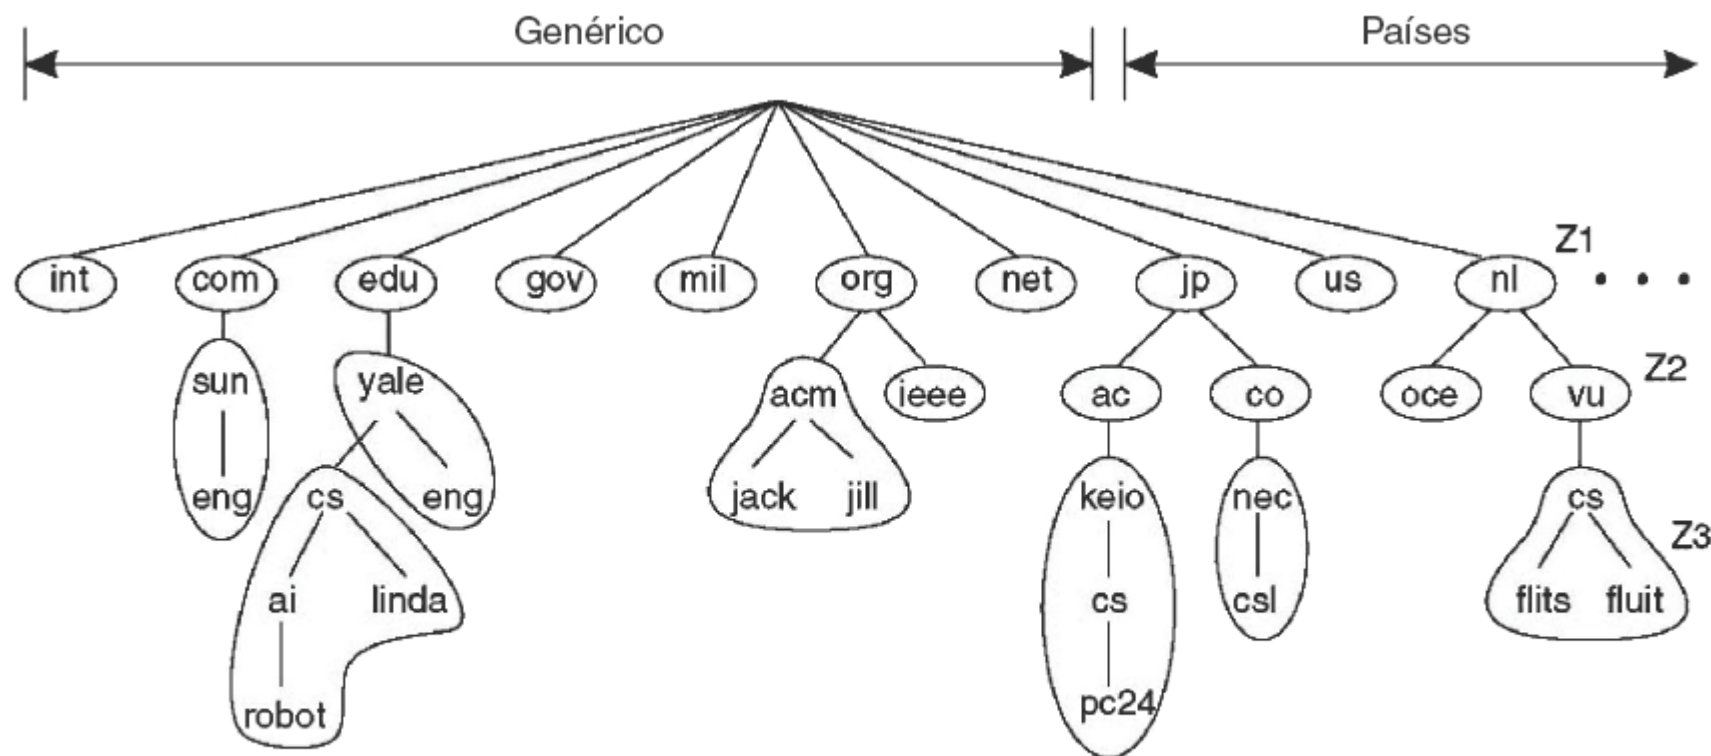 Genérico Países
Z1
int com edu gov mil org net jp us nl . . .
sun yale acm ieee ac co oce vu Z2
eng cs eng jack jill keio nec cs
Z3
ai linda cs csl flits fluit
robot pc24